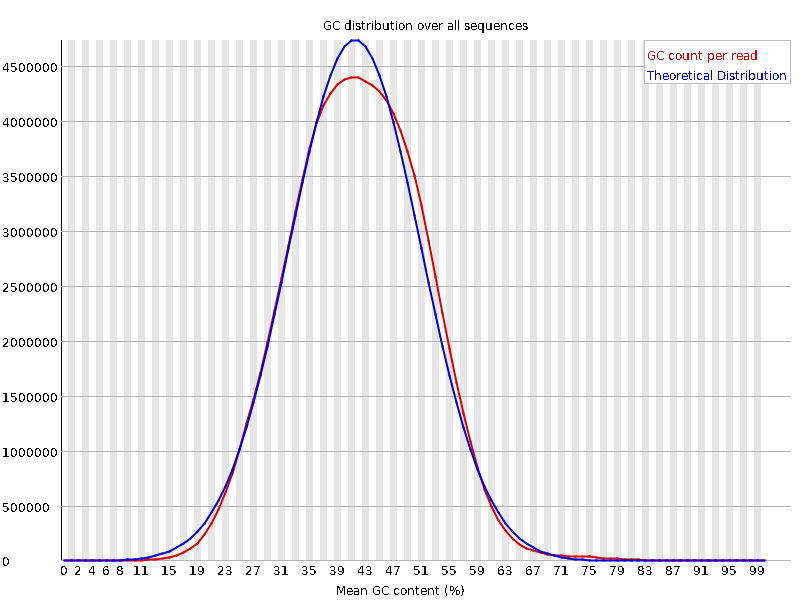 GC distribution over all sequences
GC count per read
Theoretical Distribution
4500000
4000000
3500000
3000000
2500000
2000000
1500000
1000000
500000
0
0 2 4 6 8 11 15 19 23 27 31 35 39 43 47 51 55 59 63 67 71 75 79 83 87 91 95 99
Mean GC content (%)